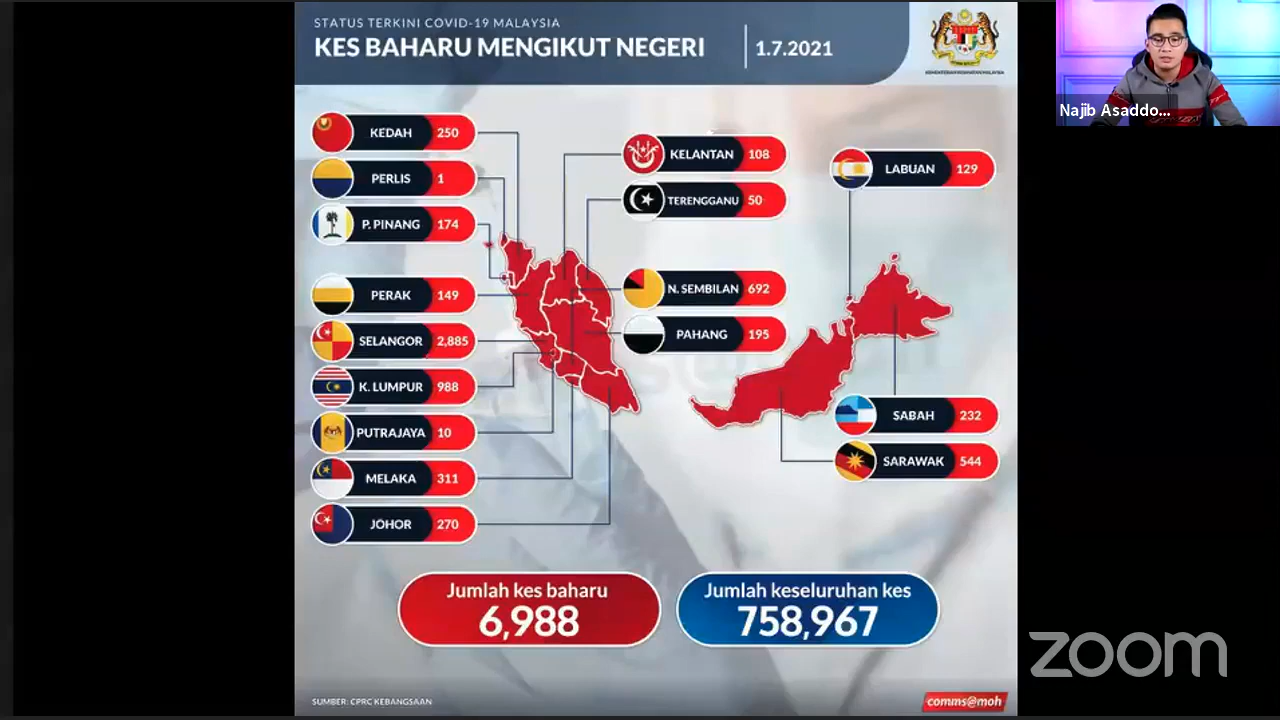 STATUS TERKINI COVID-19 MALAYSIA
KES BAHARU MENGIKUT NEGERI
1.7.2021
KEMENTERIAN KESIHATAN MALAYSIA
Najib Asaddo...
KEDAH 250
PERLIS 1
P. PINANG 174
PERAK 149
SELANGOR 2,885
K. LUMPUR 988
PUTRAJAYA 10
MELAKA 311
JOHOR 270
KELANTAN 108
TERENGGANU 50
N. SEMBILAN 692
PAHANG 195
LABUAN 129
SABAH 232
SARAWAK 544
Jumlah kes baharu
6,988
Jumlah keseluruhan kes
758,967
zoom
SUMBER: CPRC KEBANGSAAN
comms@moh